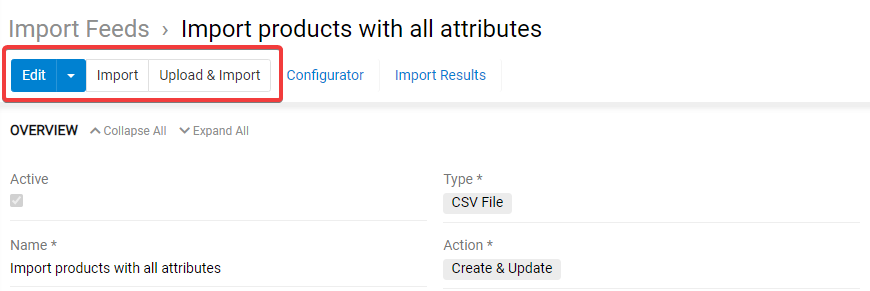 Import Feeds › Import products with all attributes
Edit Import Upload & Import Configurator Import Results
OVERVIEW Collapse All Expand All
Active Type *
CSV File
Name * Action *
Import products with all attributes Create & Update